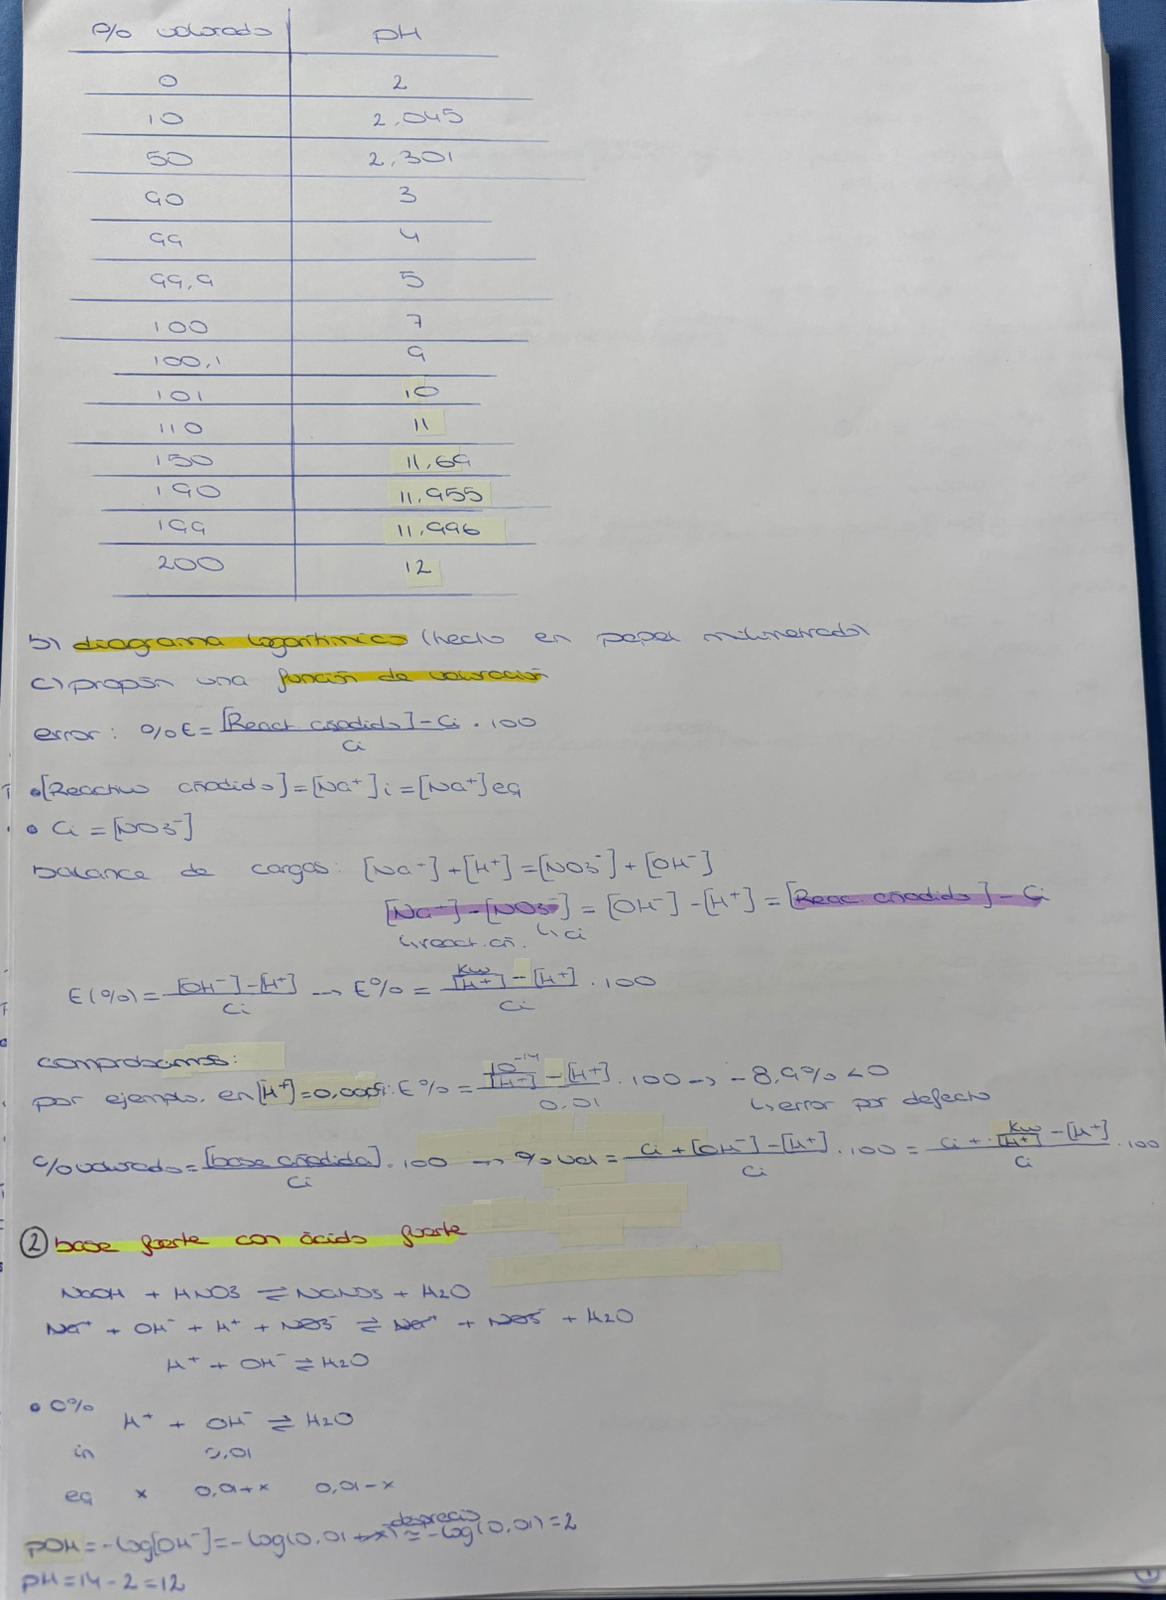 % valorado | pH
0 | 2
10 | 2.045
50 | 2,301
90 | 3
99 | 4
99,9 | 5
100 | 7
100,1 | 9
101 | 10
110 | 11
150 | 11,69
190 | 11,955
199 | 11,996
200 | 12
b) diagrama logarítmico (hecho en papel milimetrado)
c) propón una función de valoración
error: %E = ([React. añadido] - Ci / Ci) · 100
• [Reactivo añadido] = [Na⁺]i = [Na⁺]eq
• Ci = [NO3⁻]
balance de cargas: [Na⁺] + [H⁺] = [NO3⁻] + [OH⁻]
[Na⁺] - [NO3⁻] = [OH⁻] - [H⁺] = [Reac. añadido] - Ci
↳ react. añ. ↳ Ci
E(%) = ([OH⁻] - [H⁺]) / Ci → E% = (Kw/[H⁺] - [H⁺]) / Ci · 100
comprobamos:
por ejemplo, en [H⁺] = 0,0009: E% = (10⁻¹⁴/[H⁺] - [H⁺]) / 0,01 · 100 → -8,9% < 0
↳ error por defecto
% valorado = [base añadida] / Ci · 100 → % val = (Ci + [OH⁻] - [H⁺]) / Ci · 100 = (Ci + Kw/[H⁺] - [H⁺]) / Ci · 100
② base fuerte con ácido fuerte
NaOH + HNO3 ⇌ NaNO3 + H2O
Na⁺ + OH⁻ + H⁺ + NO3⁻ ⇌ Na⁺ + NO3⁻ + H2O
H⁺ + OH⁻ ⇌ H2O
• 0%
H⁺ + OH⁻ ⇌ H2O
in 0,01
eq x 0,01+x 0,01-x
desprecio
pOH = -log[OH⁻] = -log(0,01 + x) ≈ -log(0,01) = 2
pH = 14 - 2 = 12